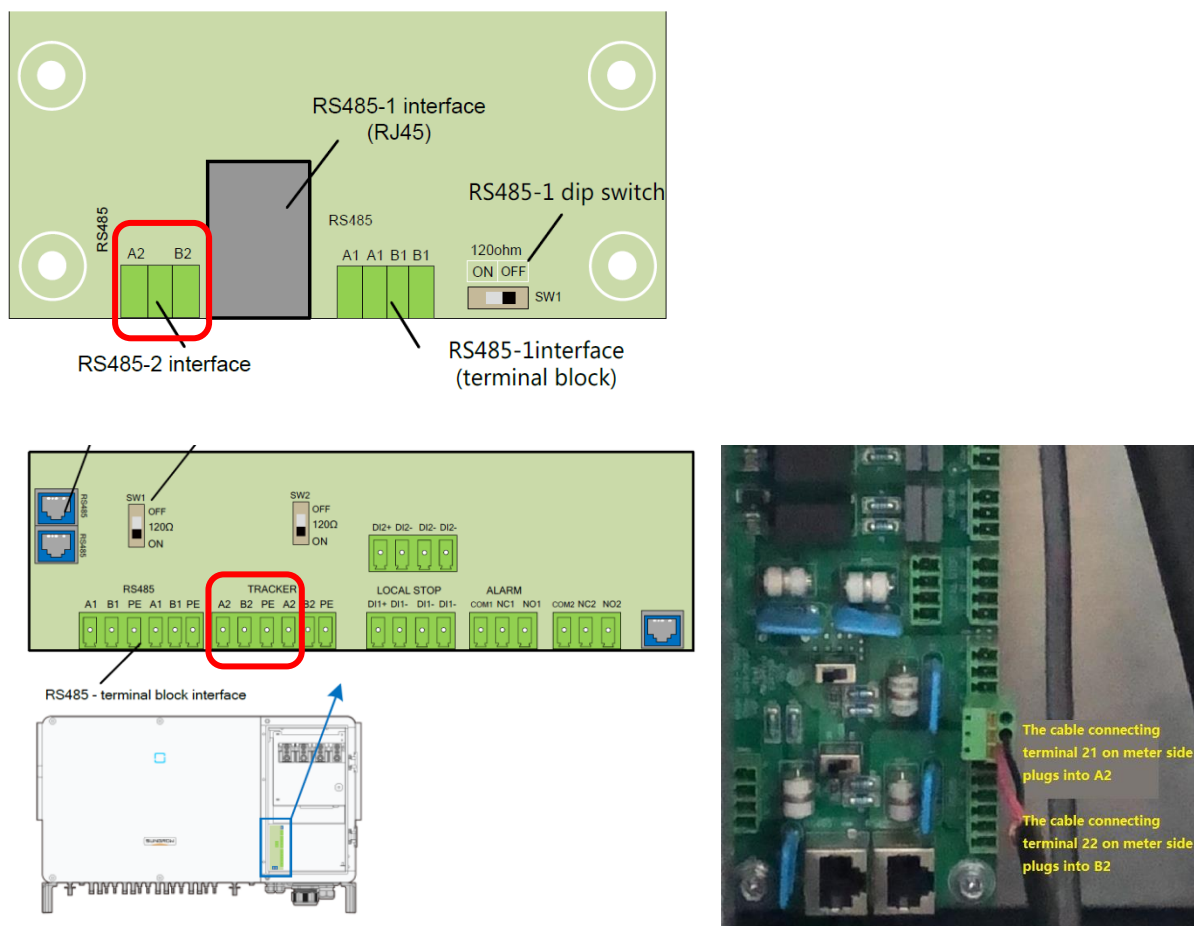 RS485-1 interface
(RJ45)
RS485-1 dip switch
RS485
RS485
A2 B2
A1 A1 B1 B1
120ohm
ON OFF
SW1
RS485-2 interface
RS485-1interface
(terminal block)
RS485
RS485
SW1
OFF
120Ω
ON
SW2
OFF
120Ω
ON
DI2+ DI2- DI2- DI2-
RS485
A1 B1 PE A1 B1 PE
TRACKER
A2 B2 PE A2 B2 PE
LOCAL STOP
DI1+ DI1- DI1- DI1-
ALARM
COM1 NC1 NO1 COM2 NC2 NO2
RS485 - terminal block interface
SUNGROW
The cable connecting
terminal 21 on meter side
plugs into A2
The cable connecting
terminal 22 on meter side
plugs into B2